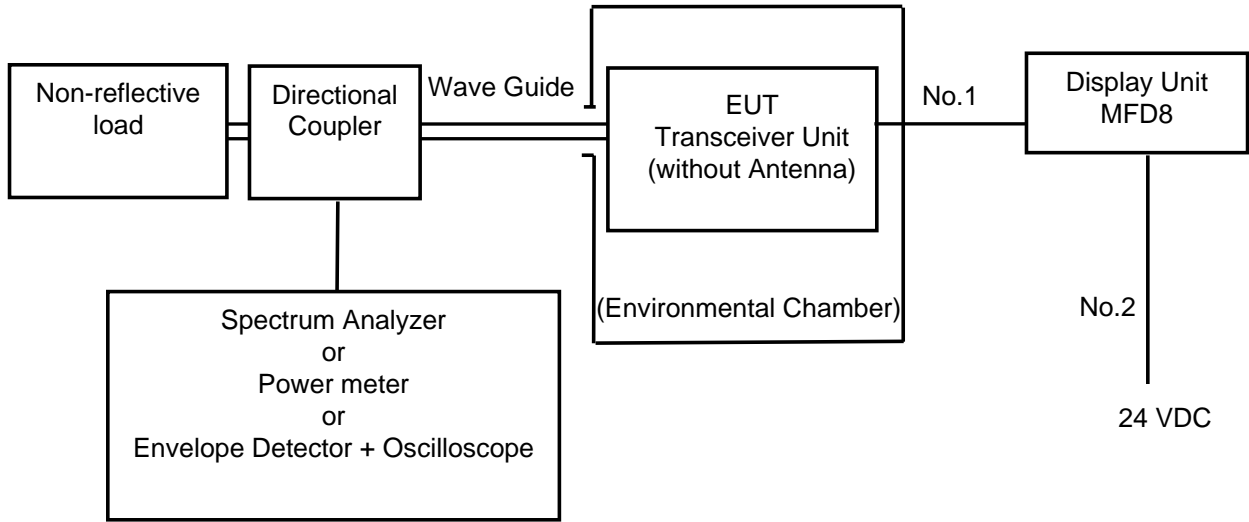 Non-reflective
load
Directional
Coupler
Wave Guide
EUT
Transceiver Unit
(without Antenna)
No.1
Display Unit
MFD8
(Environmental Chamber)
No.2
24 VDC
Spectrum Analyzer
or
Power meter
or
Envelope Detector + Oscilloscope